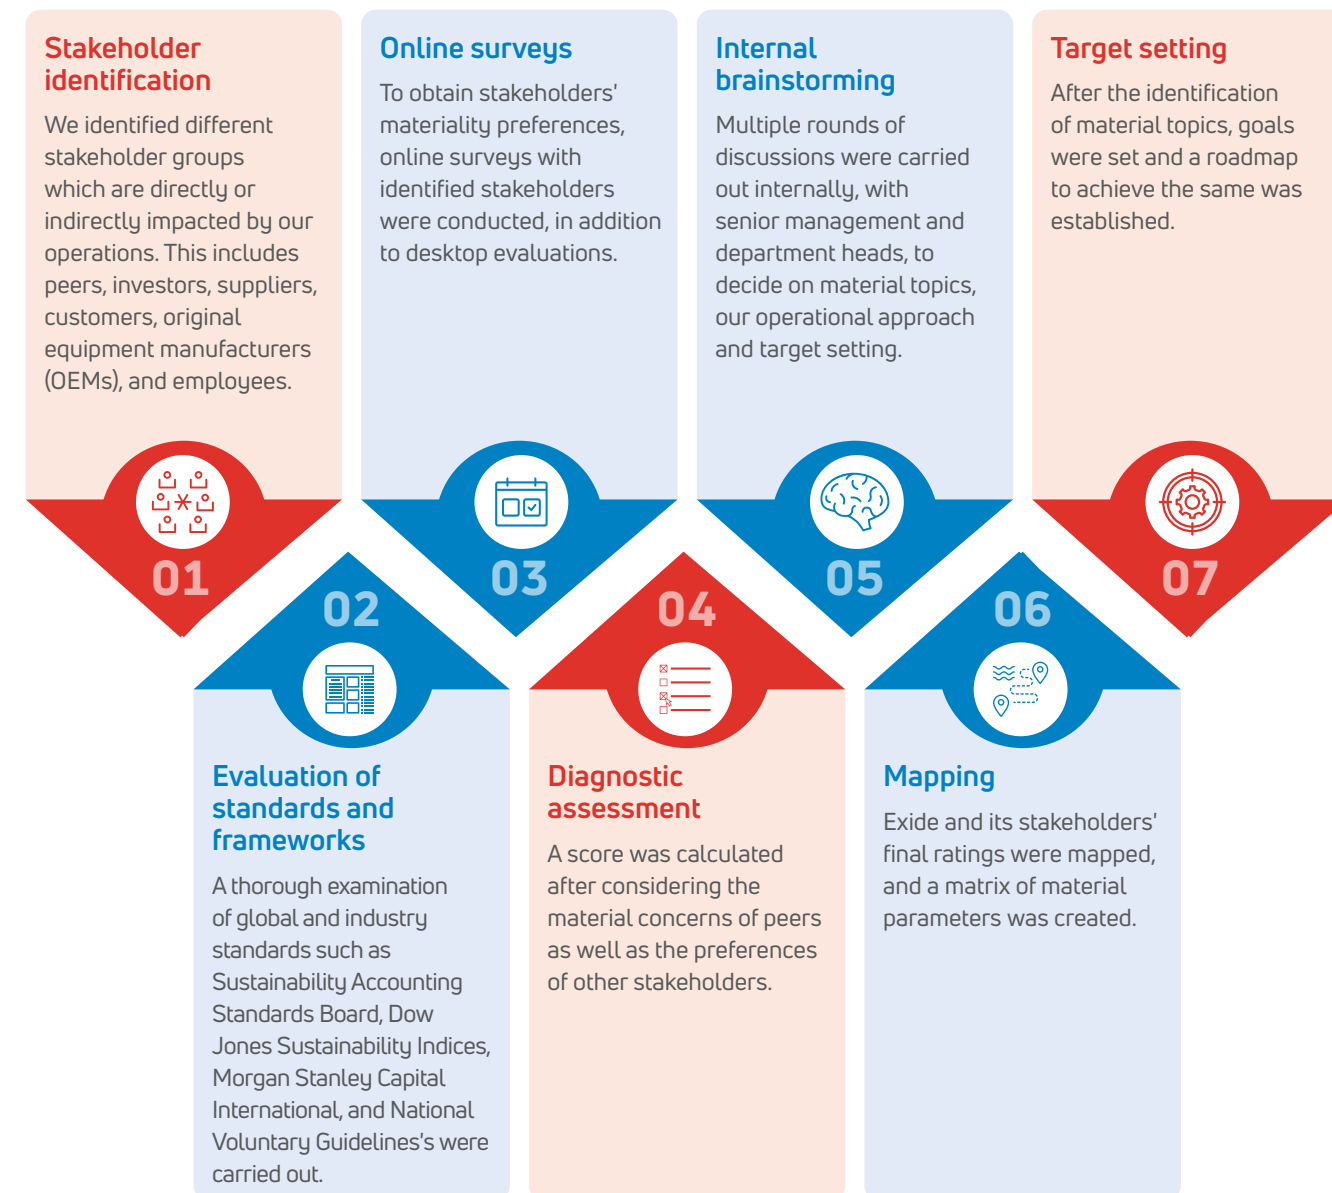 Stakeholder
identification
We identified different
stakeholder groups
which are directly or
indirectly impacted by our
operations. This includes
peers, investors, suppliers,
customers, original
equipment manufacturers
(OEMs), and employees.
01
02
Evaluation of
standards and
frameworks
A thorough examination
of global and industry
standards such as
Sustainability Accounting
Standards Board, Dow
Jones Sustainability Indices,
Morgan Stanley Capital
International, and National
Voluntary Guidelines's were
carried out.
Online surveys
To obtain stakeholders'
materiality preferences,
online surveys with
identified stakeholders
were conducted, in addition
to desktop evaluations.
03
04
Diagnostic
assessment
A score was calculated
after considering the
material concerns of peers
as well as the preferences
of other stakeholders.
Internal
brainstorming
Multiple rounds of
discussions were carried
out internally, with
senior management and
department heads, to
decide on material topics,
our operational approach
and target setting.
05
06
Mapping
Exide and its stakeholders'
final ratings were mapped,
and a matrix of material
parameters was created.
Target setting
After the identification
of material topics, goals
were set and a roadmap
to achieve the same was
established.
07